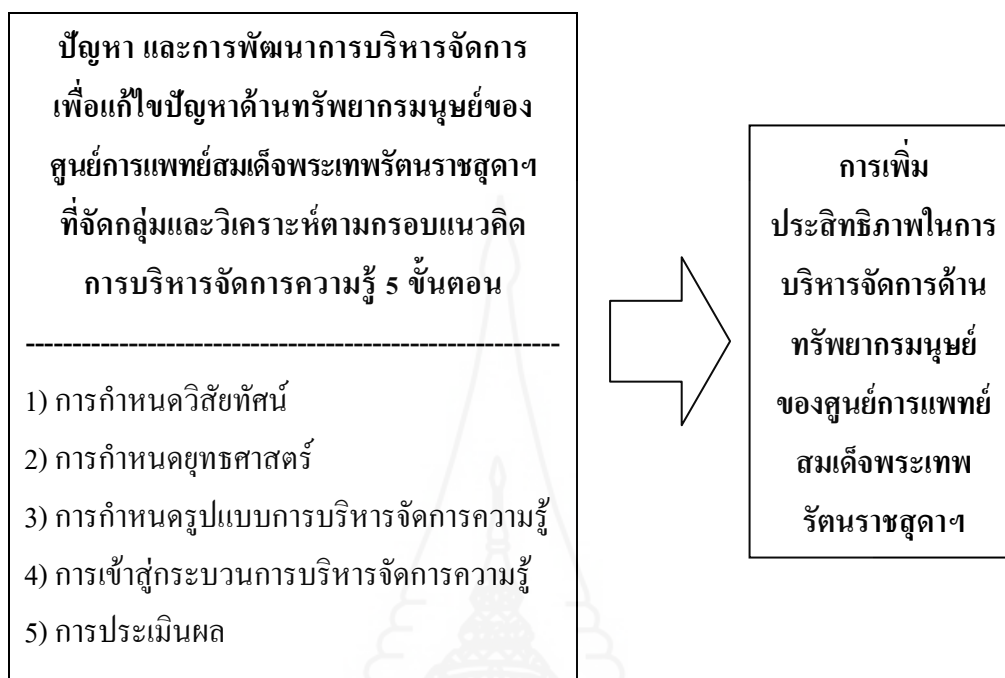 ปัญหา และการพัฒนาการบริหารจัดการ
เพื่อแก้ไขปัญหาด้านทรัพยากรมนุษย์ของ
ศูนย์การแพทย์สมเด็จพระเทพรัตนราชสุดาฯ
ที่จัดกลุ่มและวิเคราะห์ตามกรอบแนวคิด
การบริหารจัดการความรู้ 5 ขั้นตอน
---------------------------------------------------------
1) การกำหนดวิสัยทัศน์
2) การกำหนดยุทธศาสตร์
3) การกำหนดรูปแบบการบริหารจัดการความรู้
4) การเข้าสู่กระบวนการบริหารจัดการความรู้
5) การประเมินผล
การเพิ่ม
ประสิทธิภาพในการ
บริหารจัดการด้าน
ทรัพยากรมนุษย์
ของศูนย์การแพทย์
สมเด็จพระเทพ
รัตนราชสุดาฯ